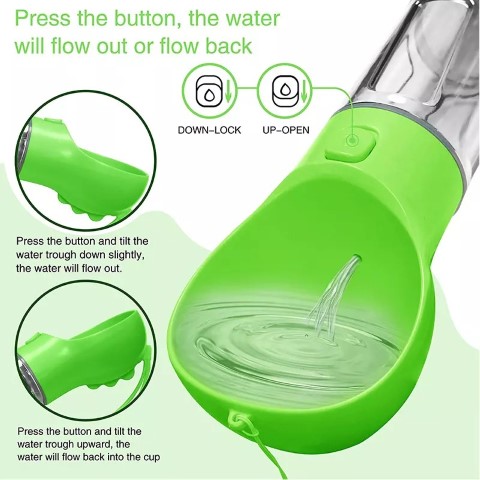 Press the button, the water
will flow out or flow back
DOWN-LOCK
UP-OPEN
Press the button and tilt the
water trough down slightly,
the water will flow out.
Press the button and tilt the
water trough upward, the
water will flow back into the cup